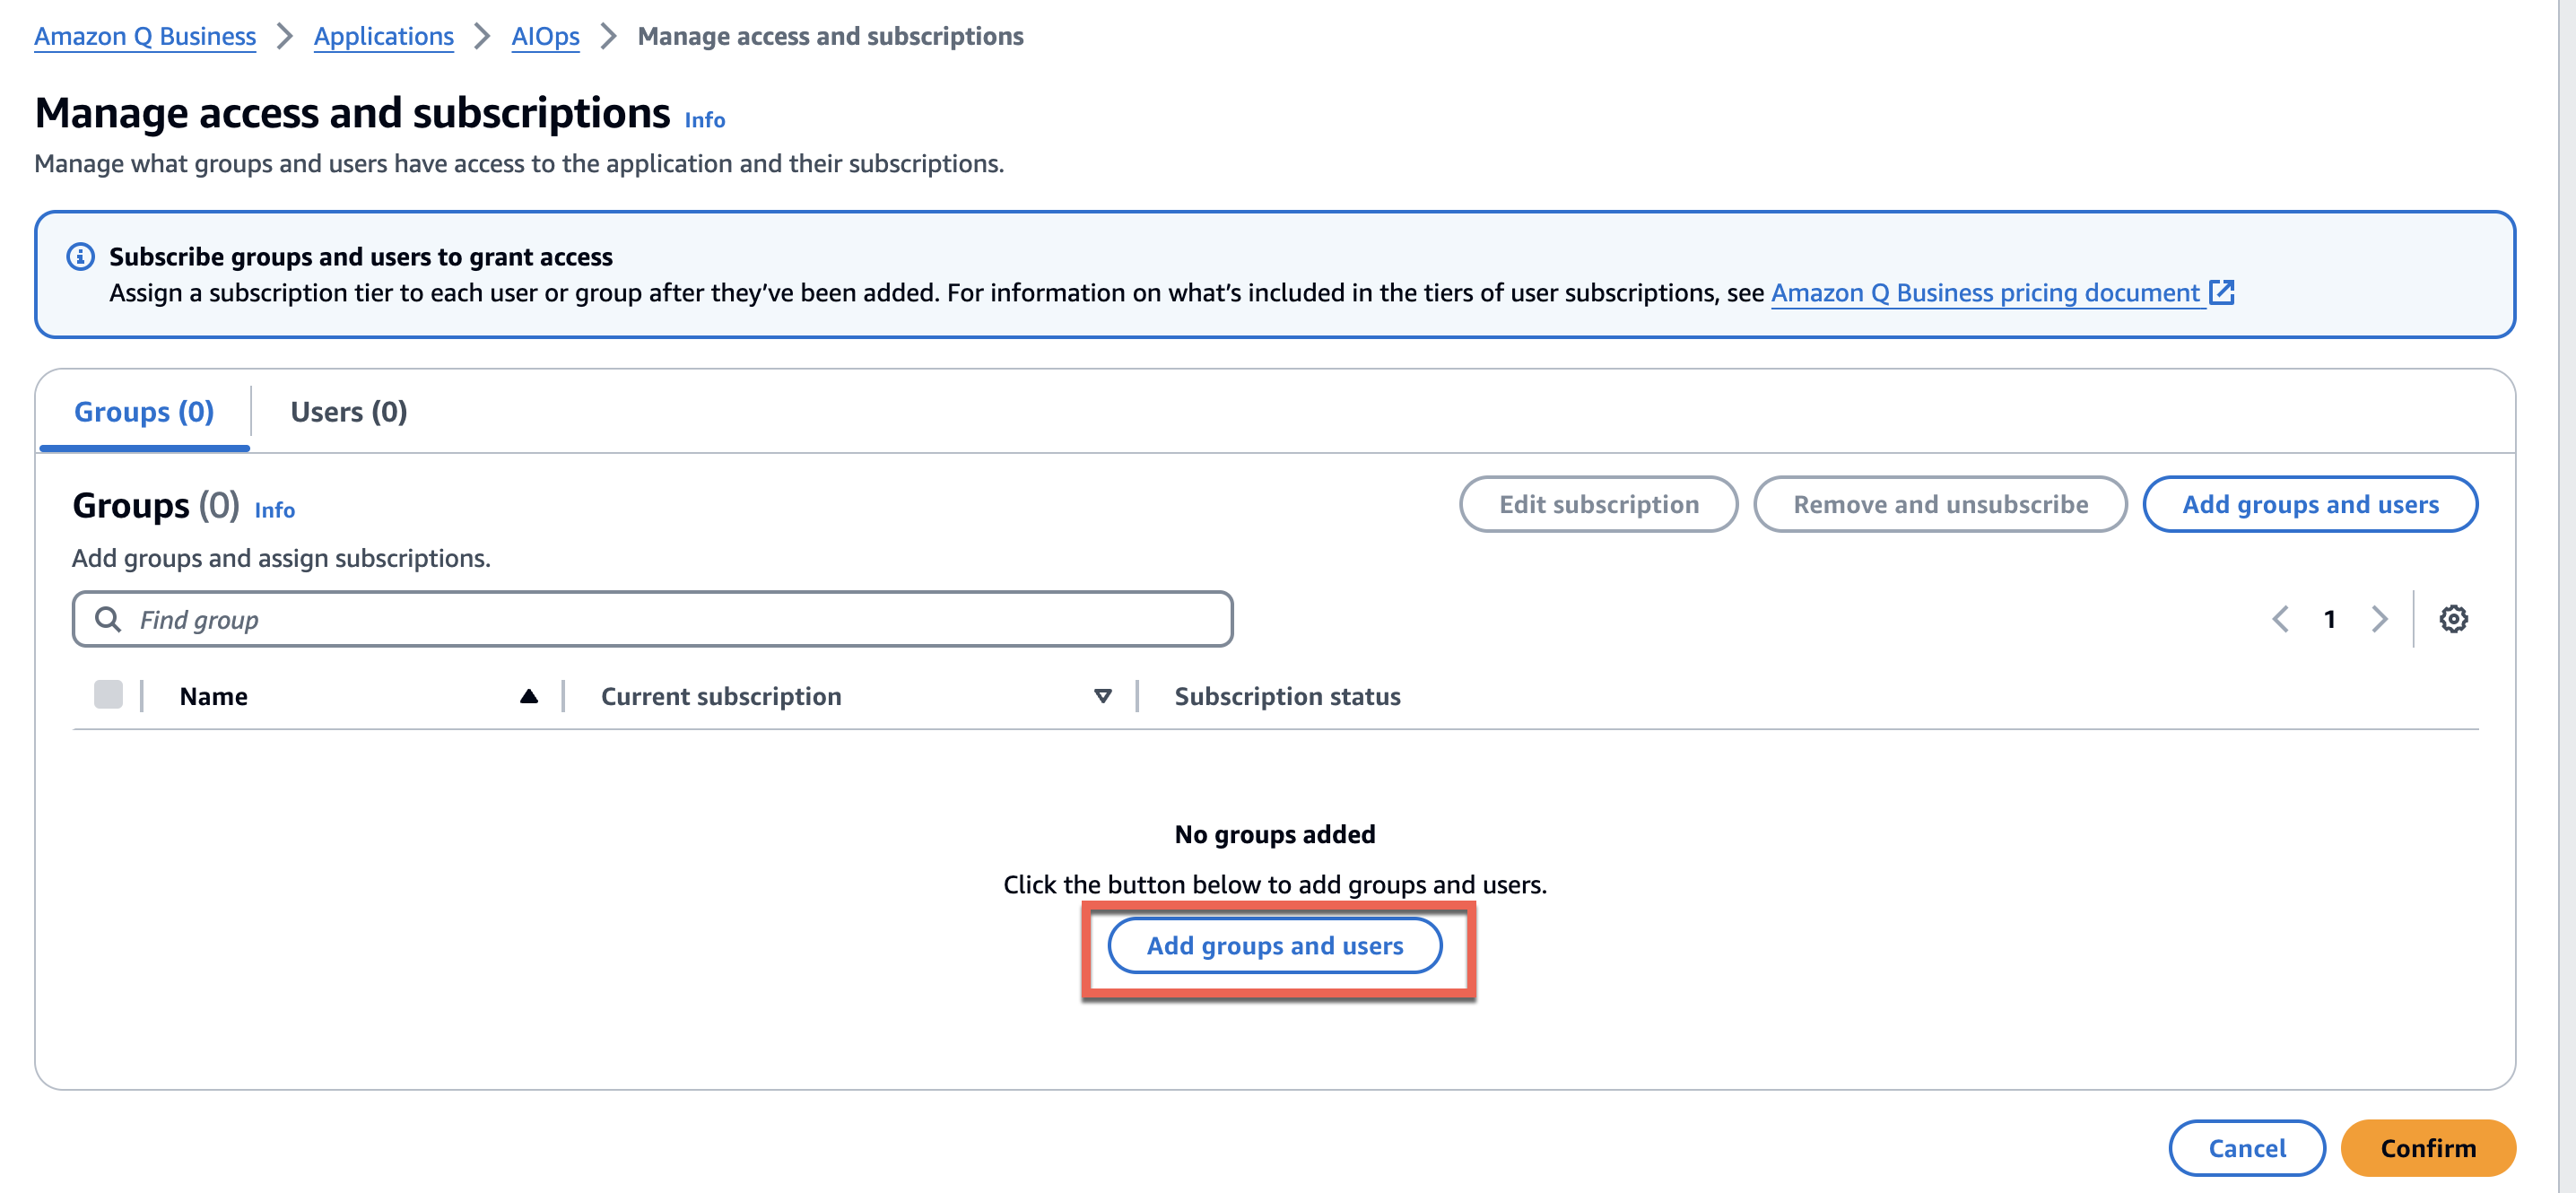 Amazon Q Business > Applications > AIOps > Manage access and subscriptions
Manage access and subscriptions Info
Manage what groups and users have access to the application and their subscriptions.
Subscribe groups and users to grant access
Assign a subscription tier to each user or group after they’ve been added. For information on what’s included in the tiers of user subscriptions, see Amazon Q Business pricing document
Groups (0) Users (0)
Groups (0) Info Edit subscription Remove and unsubscribe Add groups and users
Add groups and assign subscriptions.
Find group 1
Name Current subscription Subscription status
No groups added
Click the button below to add groups and users.
Add groups and users
Cancel Confirm